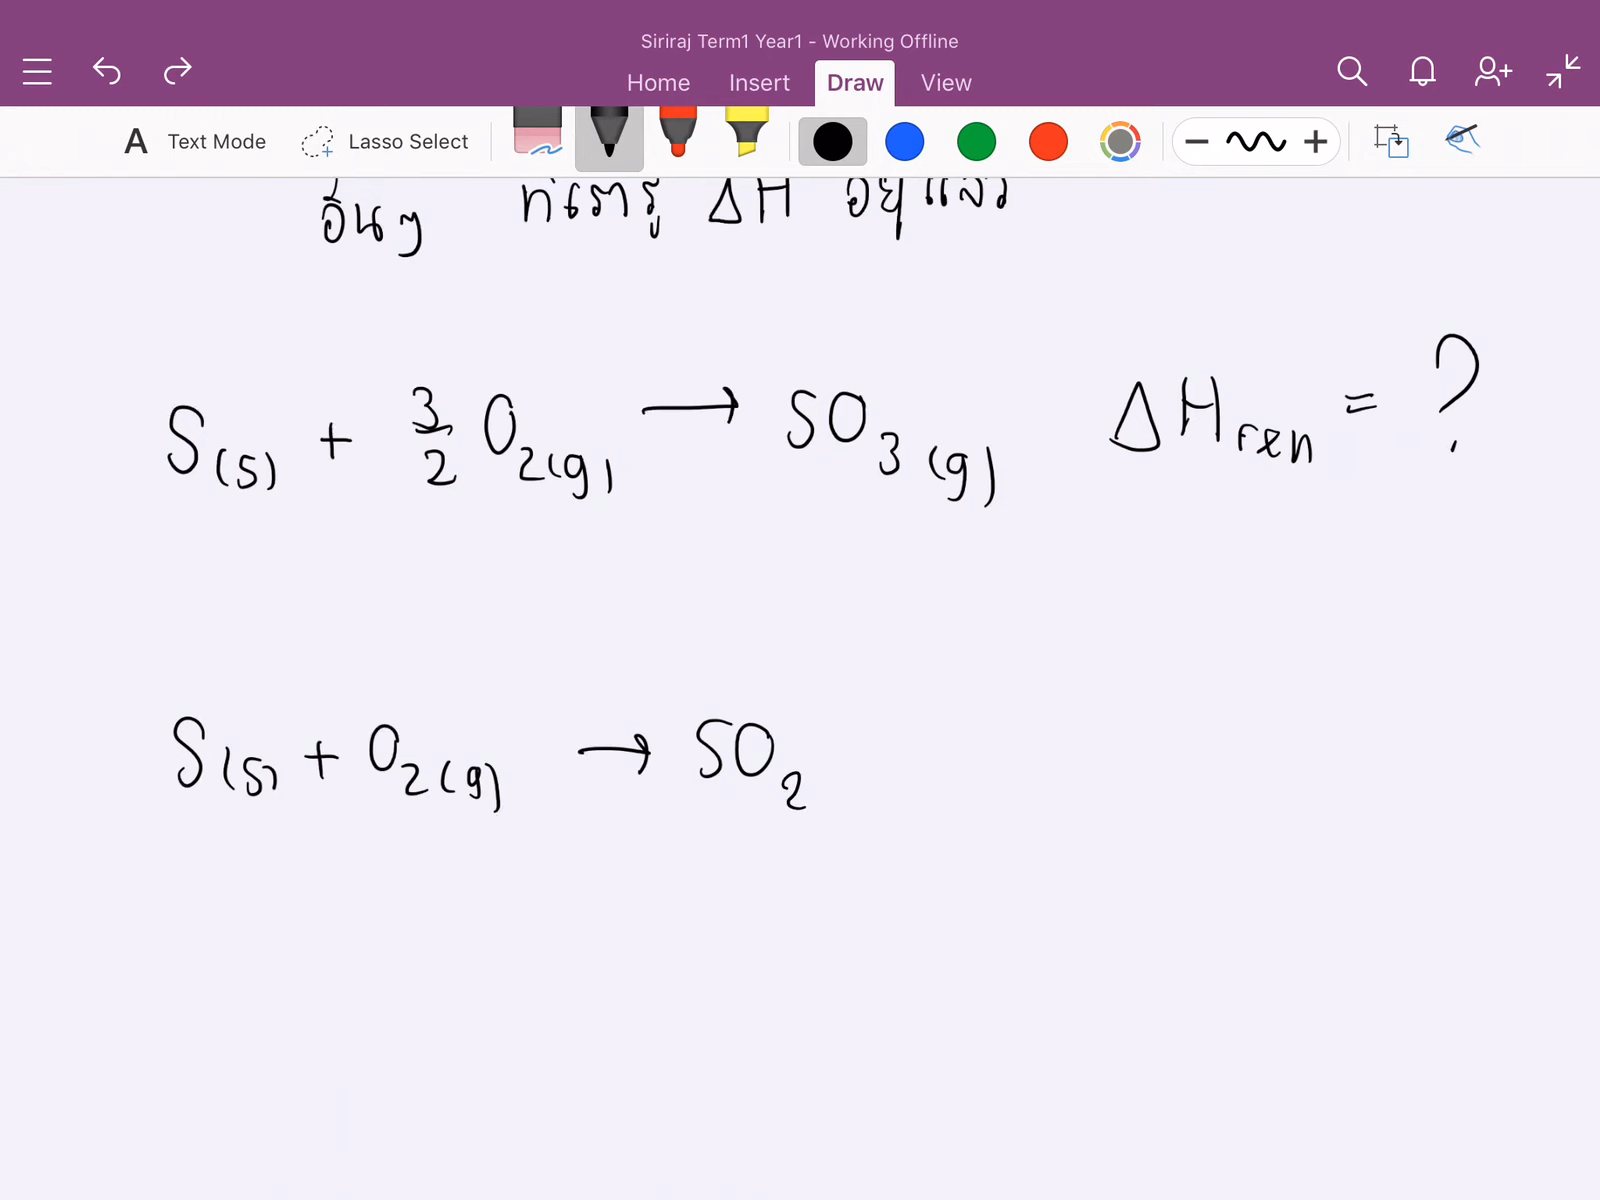 Siriraj Term1 Year1 - Working Offline
Home Insert Draw View
A Text Mode Lasso Select
อื่นๆ ที่เรารู้ ΔH อยู่แล้ว
S(s) + 3/2 O₂(g) → SO₃(g) ΔHrxn = ?
S(s) + O₂(g) → SO₂